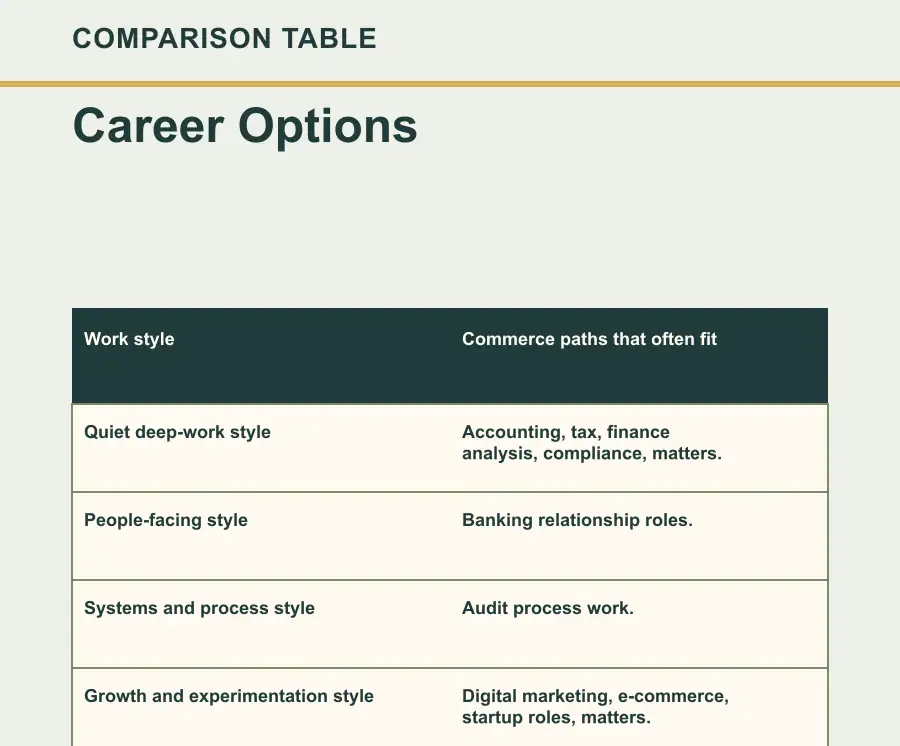 COMPARISON TABLE
Career Options
Work style
Commerce paths that often fit
Quiet deep-work style
Accounting, tax, finance
analysis, compliance, matters.
People-facing style
Banking relationship roles.
Systems and process style
Audit process work.
Growth and experimentation style
Digital marketing, e-commerce,
startup roles, matters.